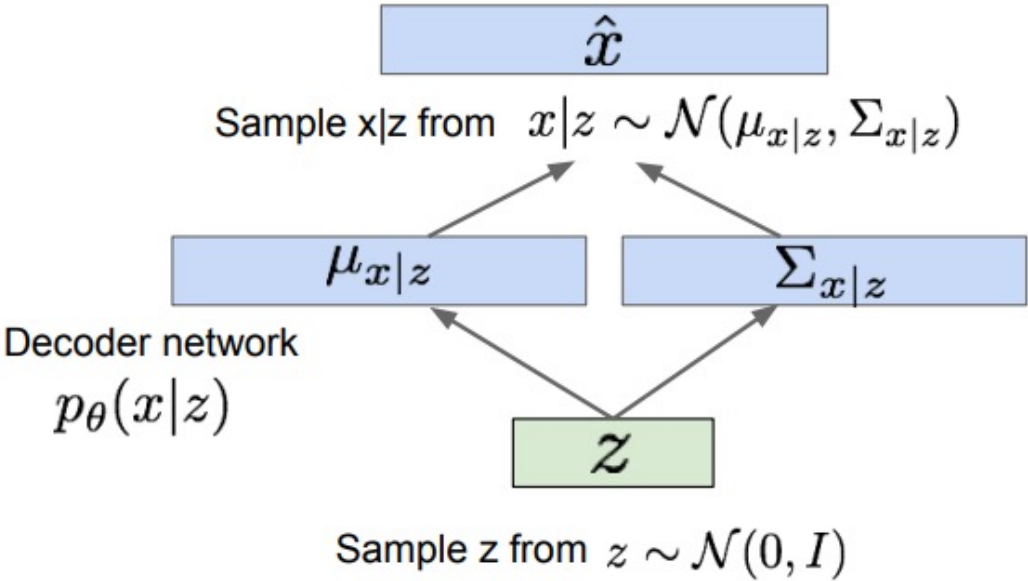 x̂
Sample x|z from x|z ∼ 𝒩(μ_{x|z}, Σ_{x|z})
μ_{x|z}
Σ_{x|z}
Decoder network
p_θ(x|z)
z
Sample z from z ∼ 𝒩(0, I)